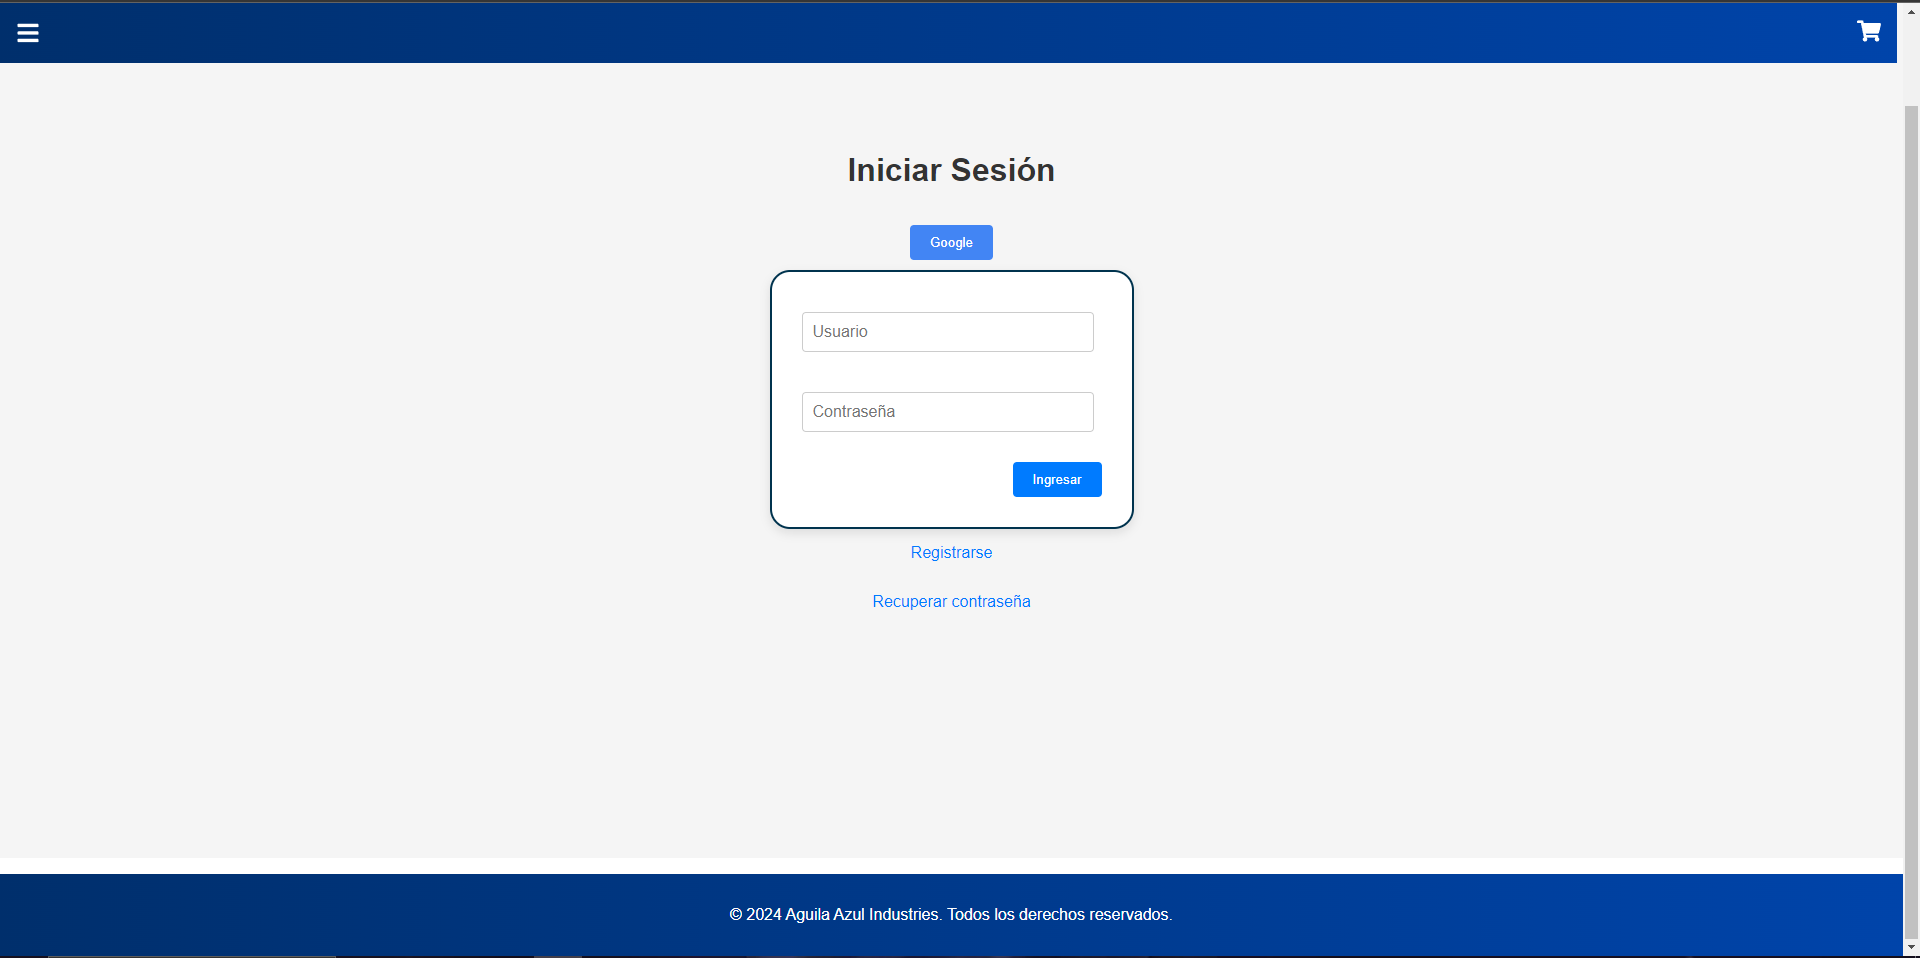 Iniciar Sesión
Google
Usuario
Contraseña
Ingresar
Registrarse
Recuperar contraseña
© 2024 Aguila Azul Industries. Todos los derechos reservados.